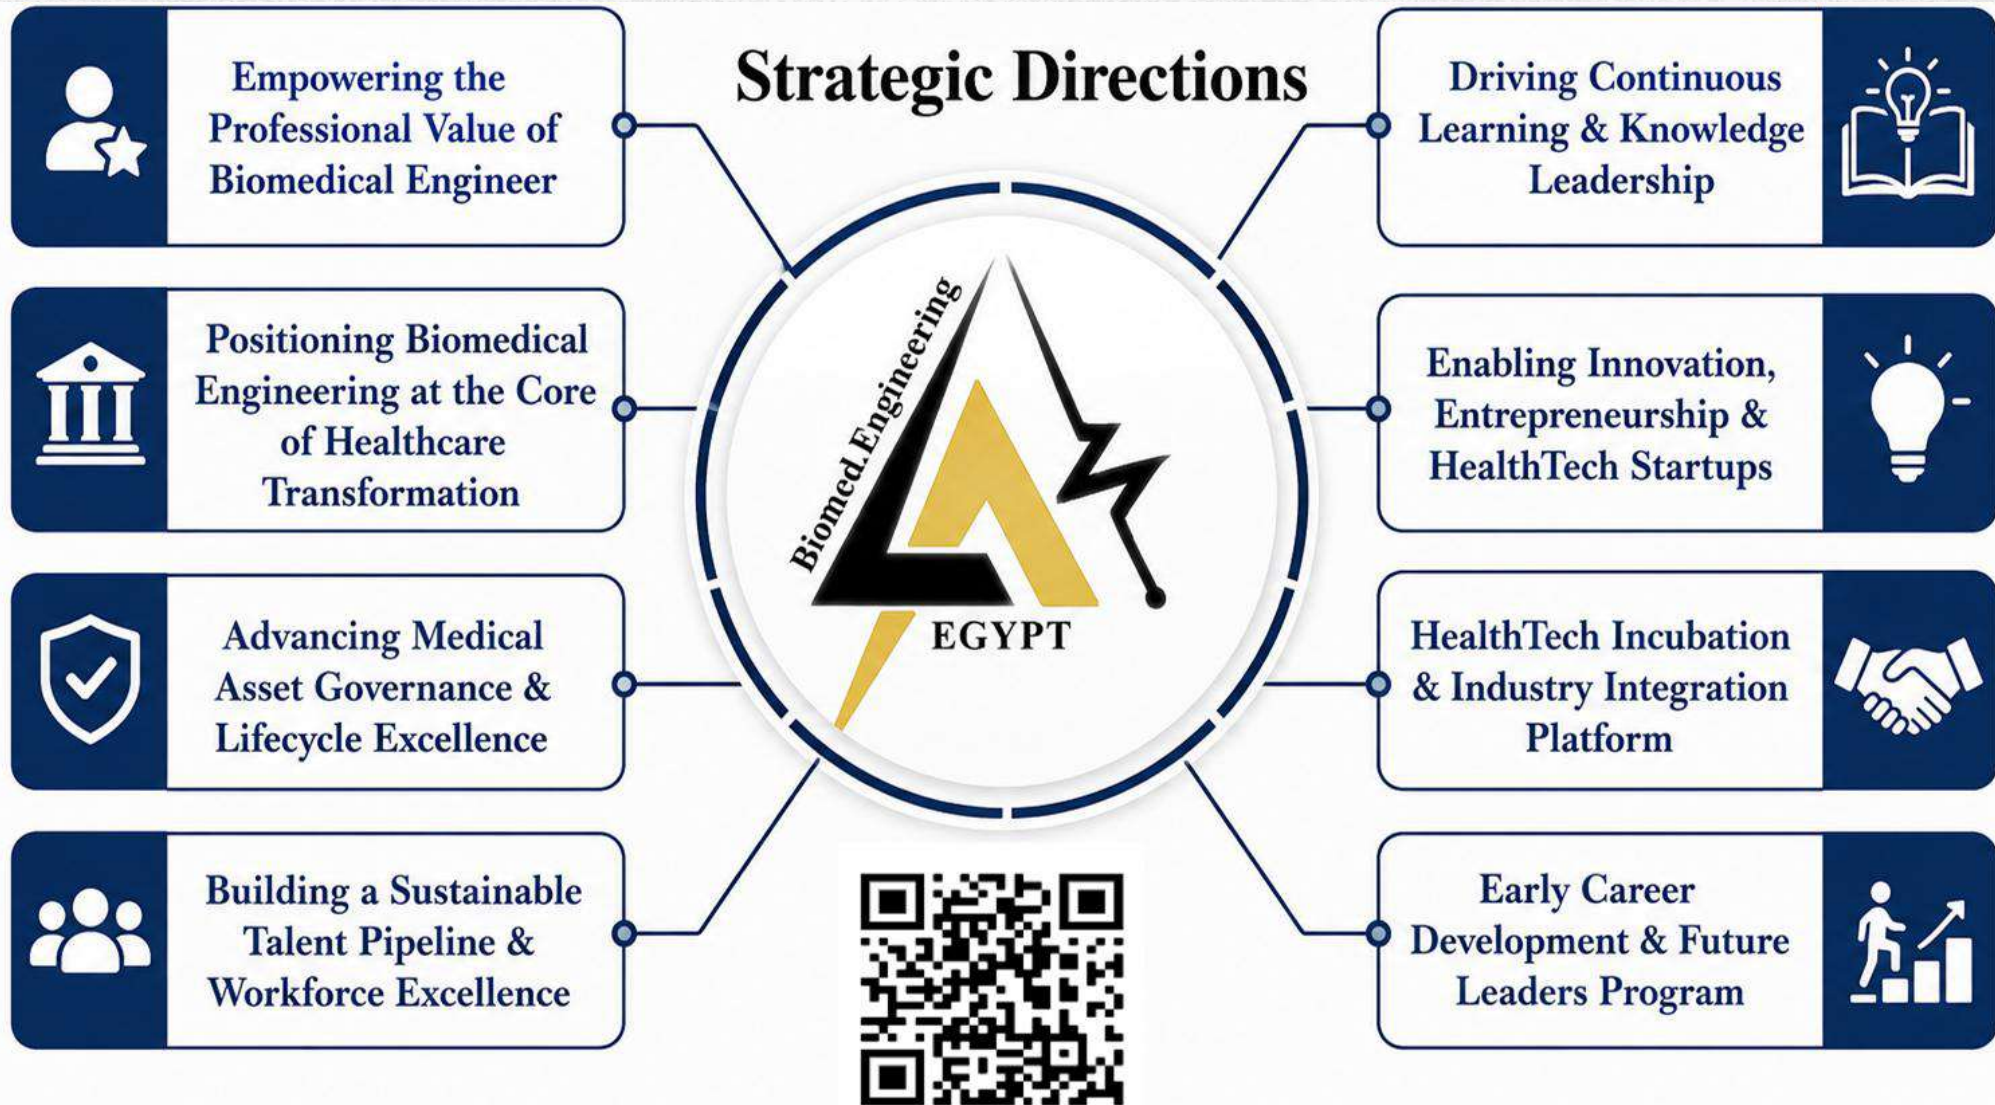 Strategic Directions
Empowering the
Professional Value of
Biomedical Engineer
Positioning Biomedical
Engineering at the Core
of Healthcare
Transformation
Advancing Medical
Asset Governance &
Lifecycle Excellence
Building a Sustainable
Talent Pipeline &
Workforce Excellence
Biomed.Engineering
EGYPT
Driving Continuous
Learning & Knowledge
Leadership
Enabling Innovation,
Entrepreneurship &
HealthTech Startups
HealthTech Incubation
& Industry Integration
Platform
Early Career
Development & Future
Leaders Program